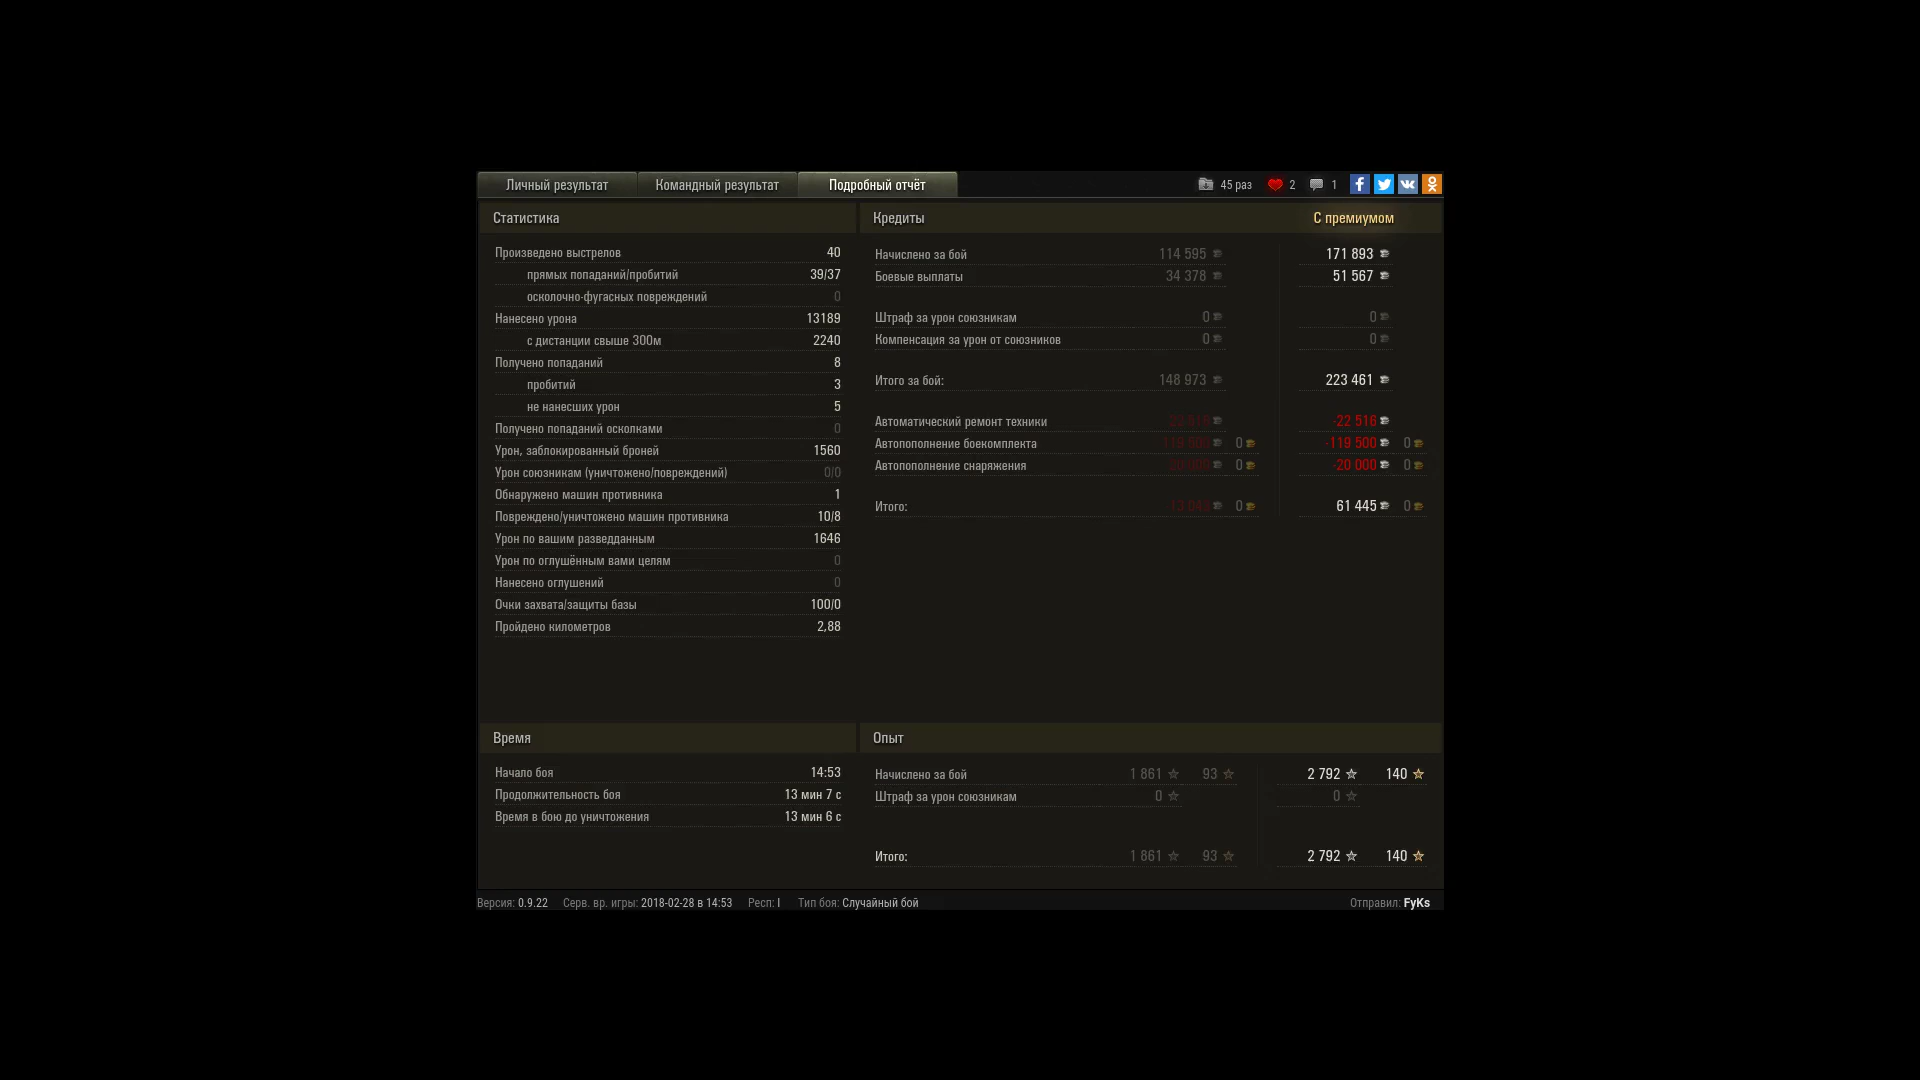 Личный результат Командный результат Подробный отчёт 45 раз 2 1
Статистика
Произведено выстрелов 40
прямых попаданий/пробитий 39/37
осколочно-фугасных повреждений 0
Нанесено урона 13189
с дистанции свыше 300м 2240
Получено попаданий 8
пробитий 3
не нанесших урон 5
Получено попаданий осколками 0
Урон, заблокированный броней 1560
Урон союзникам (уничтожено/повреждений) 0/0
Обнаружено машин противника 1
Повреждено/уничтожено машин противника 10/8
Урон по вашим разведданным 1646
Урон по оглушённым вами целям 0
Нанесено оглушений 0
Очки захвата/защиты базы 100/0
Пройдено километров 2,88
Кредиты С премиумом
Начислено за бой 114 595 171 893
Боевые выплаты 34 378 51 567
Штраф за урон союзникам 0 0
Компенсация за урон от союзников 0 0
Итого за бой: 148 973 223 461
Автоматический ремонт техники -22 516
Автопополнение боекомплекта 0 -119 500 0
Автопополнение снаряжения 0 -20 000 0
Итого: 0 61 445 0
Время
Начало боя 14:53
Продолжительность боя 13 мин 7 с
Время в бою до уничтожения 13 мин 6 с
Опыт
Начислено за бой 1 861 93 2 792 140
Штраф за урон союзникам 0 0
Итого: 1 861 93 2 792 140
Версия: 0.9.22 Серв. вр. игры: 2018-02-28 в 14:53 Респ: I Тип боя: Случайный бой Отправил: FyKs